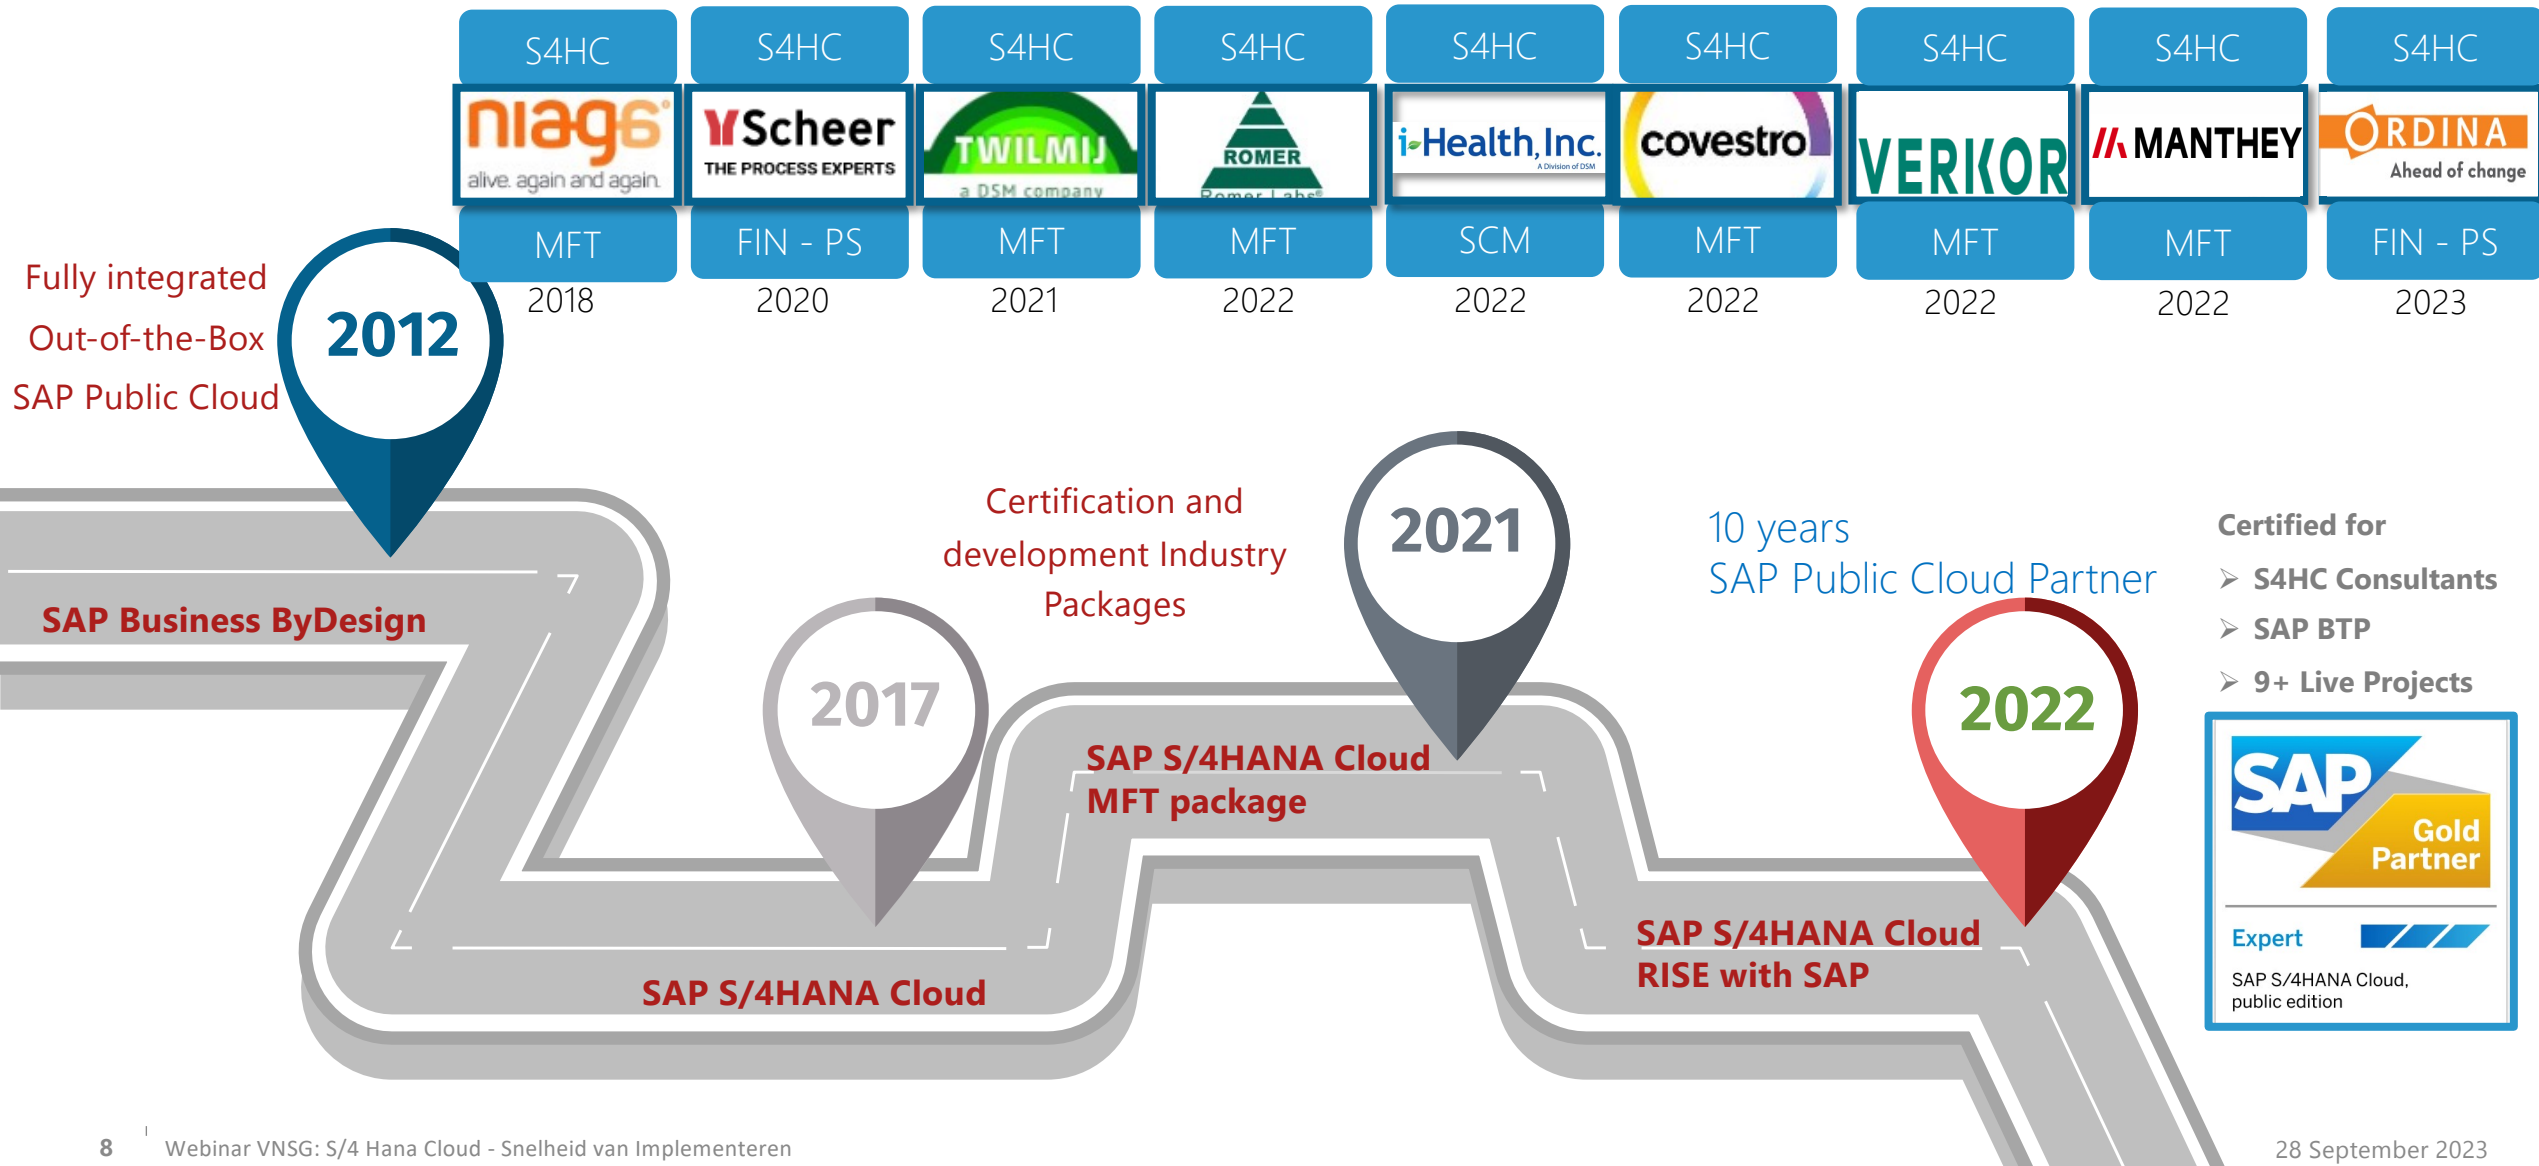 S4HC S4HC S4HC S4HC S4HC S4HC S4HC S4HC S4HC
niag6®
alive. again and again.
Scheer
THE PROCESS EXPERTS
TWILMIJ
a DSM company
ROMER
Romer Labs®
i-Health, Inc.
A Division of DSM
covestro
VERKOR
MANTHEY
ORDINA
Ahead of change
MFT FIN - PS MFT MFT SCM MFT MFT MFT FIN - PS
2018 2020 2021 2022 2022 2022 2022 2022 2023
Fully integrated
Out-of-the-Box
SAP Public Cloud
2012
SAP Business ByDesign
2017
SAP S/4HANA Cloud
Certification and
development Industry
Packages
2021
SAP S/4HANA Cloud
MFT package
10 years
SAP Public Cloud Partner
2022
SAP S/4HANA Cloud
RISE with SAP
Certified for
➢ S4HC Consultants
➢ SAP BTP
➢ 9+ Live Projects
SAP
Gold
Partner
Expert
SAP S/4HANA Cloud,
public edition
8 Webinar VNSG: S/4 Hana Cloud - Snelheid van Implementeren
28 September 2023